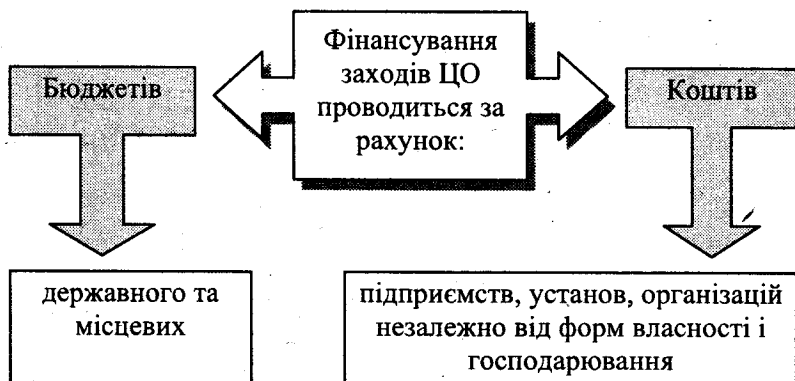 Фінансування
заходів ЦО
проводиться за
рахунок:
Бюджетів
Коштів
державного та
місцевих
підприємств, установ, організацій
незалежно від форм власності і
господарювання